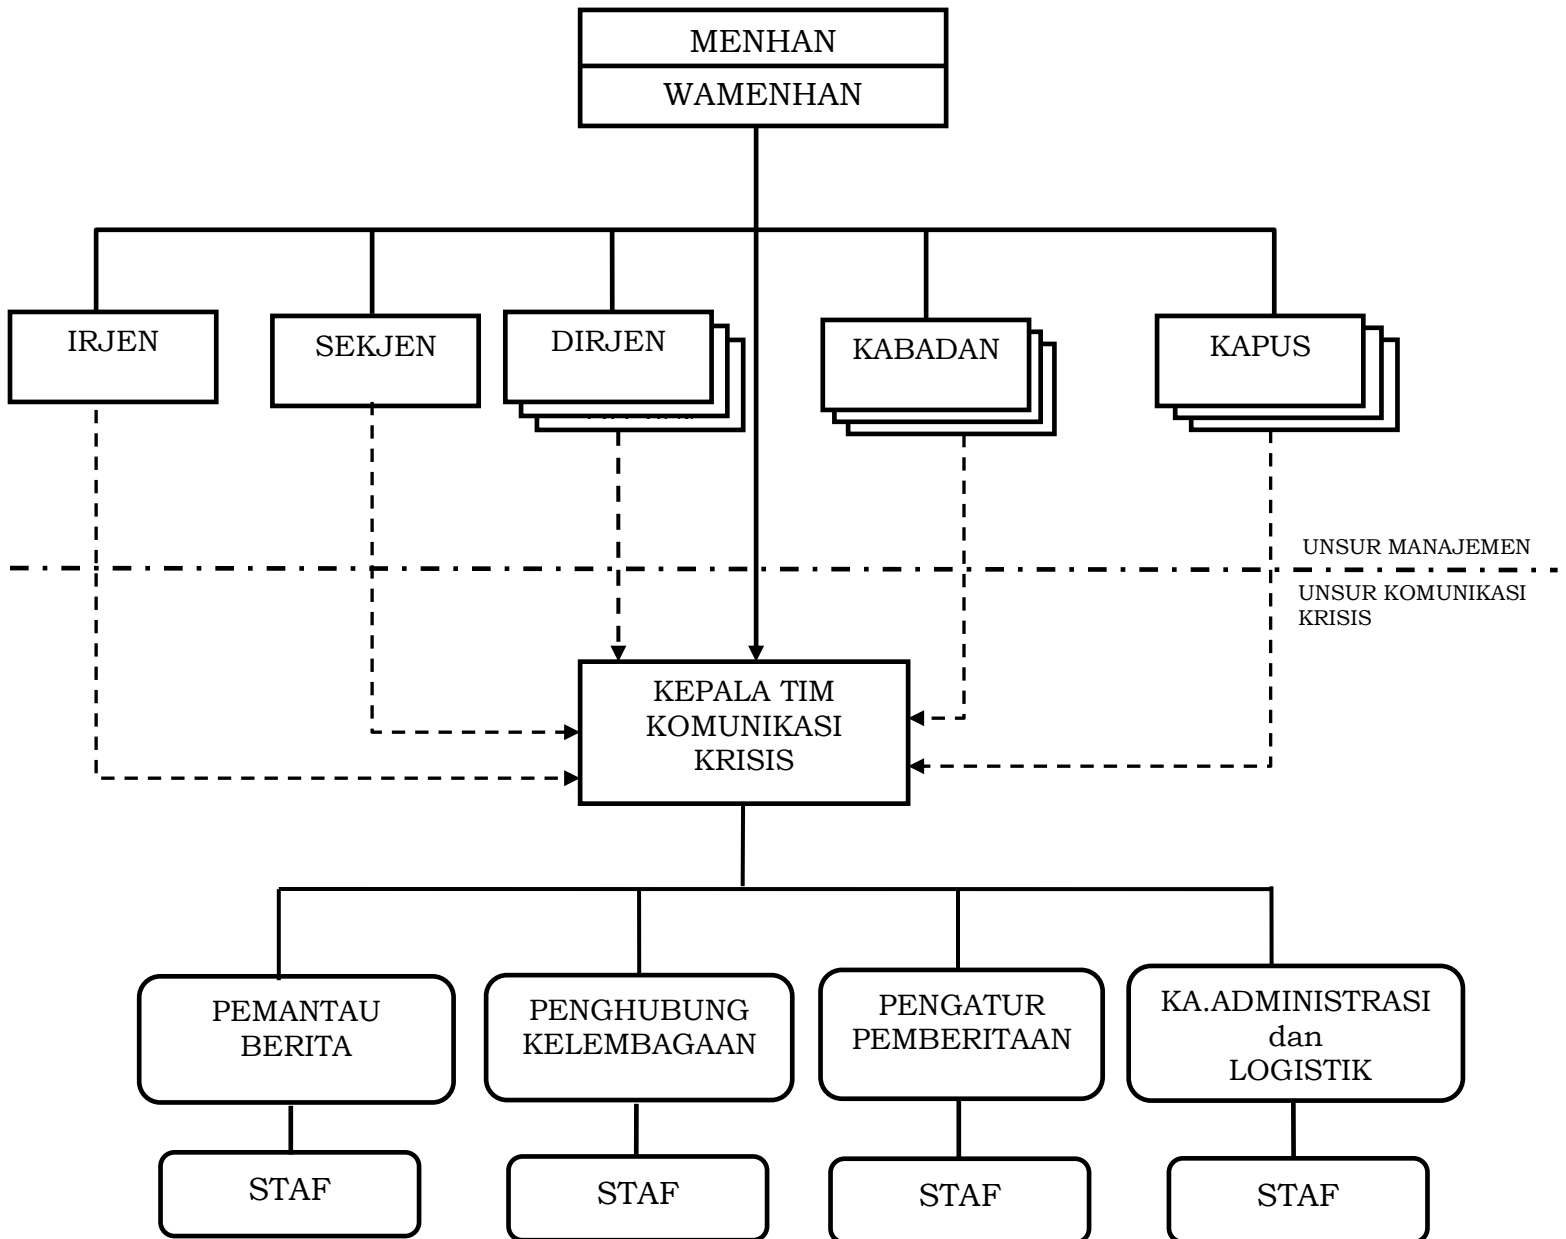 MENHAN
WAMENHAN
IRJEN
SEKJEN
DIRJEN
KABADAN
KAPUS
UNSUR MANAJEMEN
UNSUR KOMUNIKASI
KRISIS
KEPALA TIM
KOMUNIKASI
KRISIS
PEMANTAU
BERITA
PENGHUBUNG
KELEMBAGAAN
PENGATUR
PEMBERITAAN
KA.ADMINISTRASI
dan
LOGISTIK
STAF
STAF
STAF
STAF